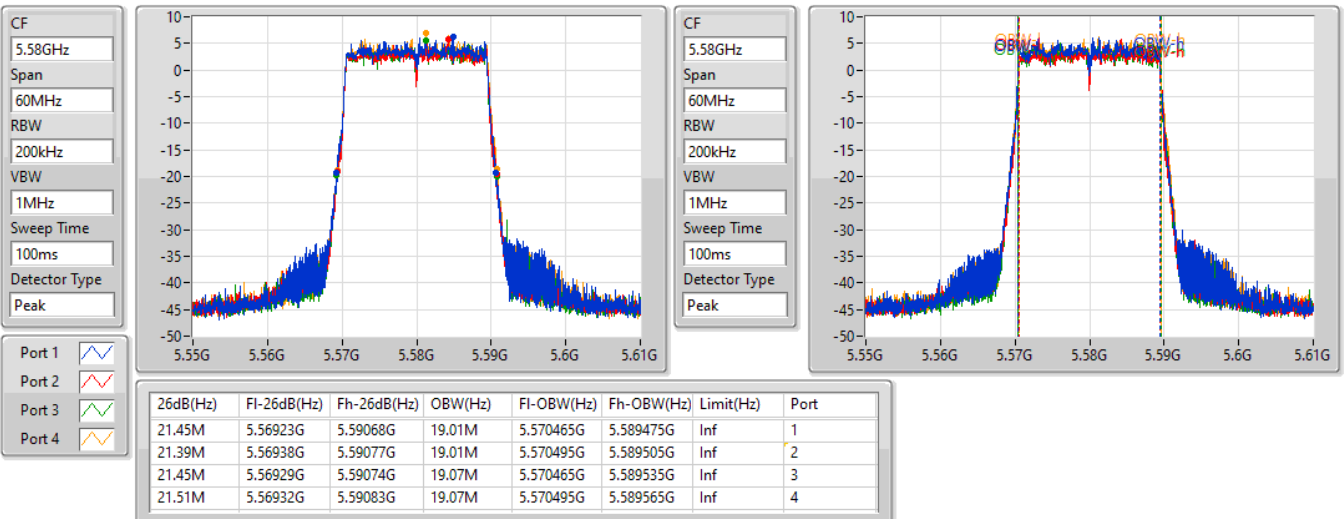 CF
5.58GHz
Span
60MHz
RBW
200kHz
VBW
1MHz
Sweep Time
100ms
Detector Type
Peak
10
5
0
-5
-10
-15
-20
-25
-30
-35
-40
-45
-50
5.55G 5.56G 5.57G 5.58G 5.59G 5.6G 5.61G
CF
5.58GHz
Span
60MHz
RBW
200kHz
VBW
1MHz
Sweep Time
100ms
Detector Type
Peak
10
5
0
-5
-10
-15
-20
-25
-30
-35
-40
-45
-50
5.55G 5.56G 5.57G 5.58G 5.59G 5.6G 5.61G
Port 1
Port 2
Port 3
Port 4
26dB(Hz) Fl-26dB(Hz) Fh-26dB(Hz) OBW(Hz) Fl-OBW(Hz) Fh-OBW(Hz) Limit(Hz) Port
21.45M 5.56923G 5.59068G 19.01M 5.570465G 5.589475G Inf 1
21.39M 5.56938G 5.59077G 19.01M 5.570495G 5.589505G Inf 2
21.45M 5.56929G 5.59074G 19.07M 5.570465G 5.589535G Inf 3
21.51M 5.56932G 5.59083G 19.07M 5.570495G 5.589565G Inf 4